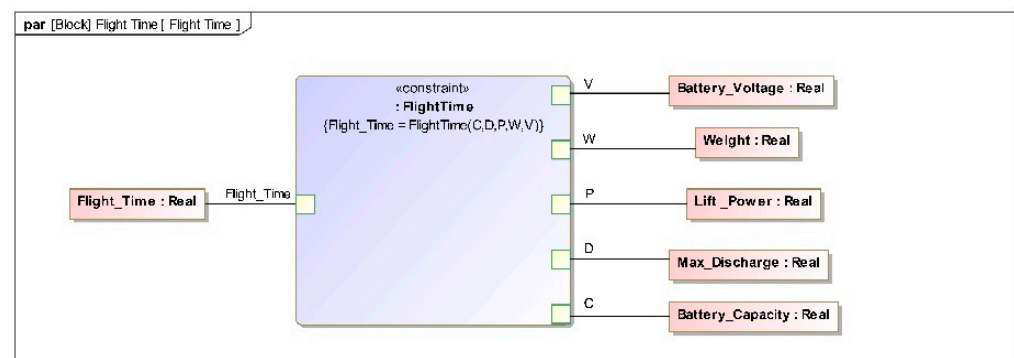 par [Block] Flight Time [ Flight Time ]
«constraint»
: FlightTime
{Flight_Time = FlightTime(C,D,P,W,V)}
V
Battery_Voltage : Real
W
Weight : Real
Flight_Time : Real
Flight_Time
P
Lift _Power : Real
D
Max_Discharge : Real
C
Battery_Capacity : Real